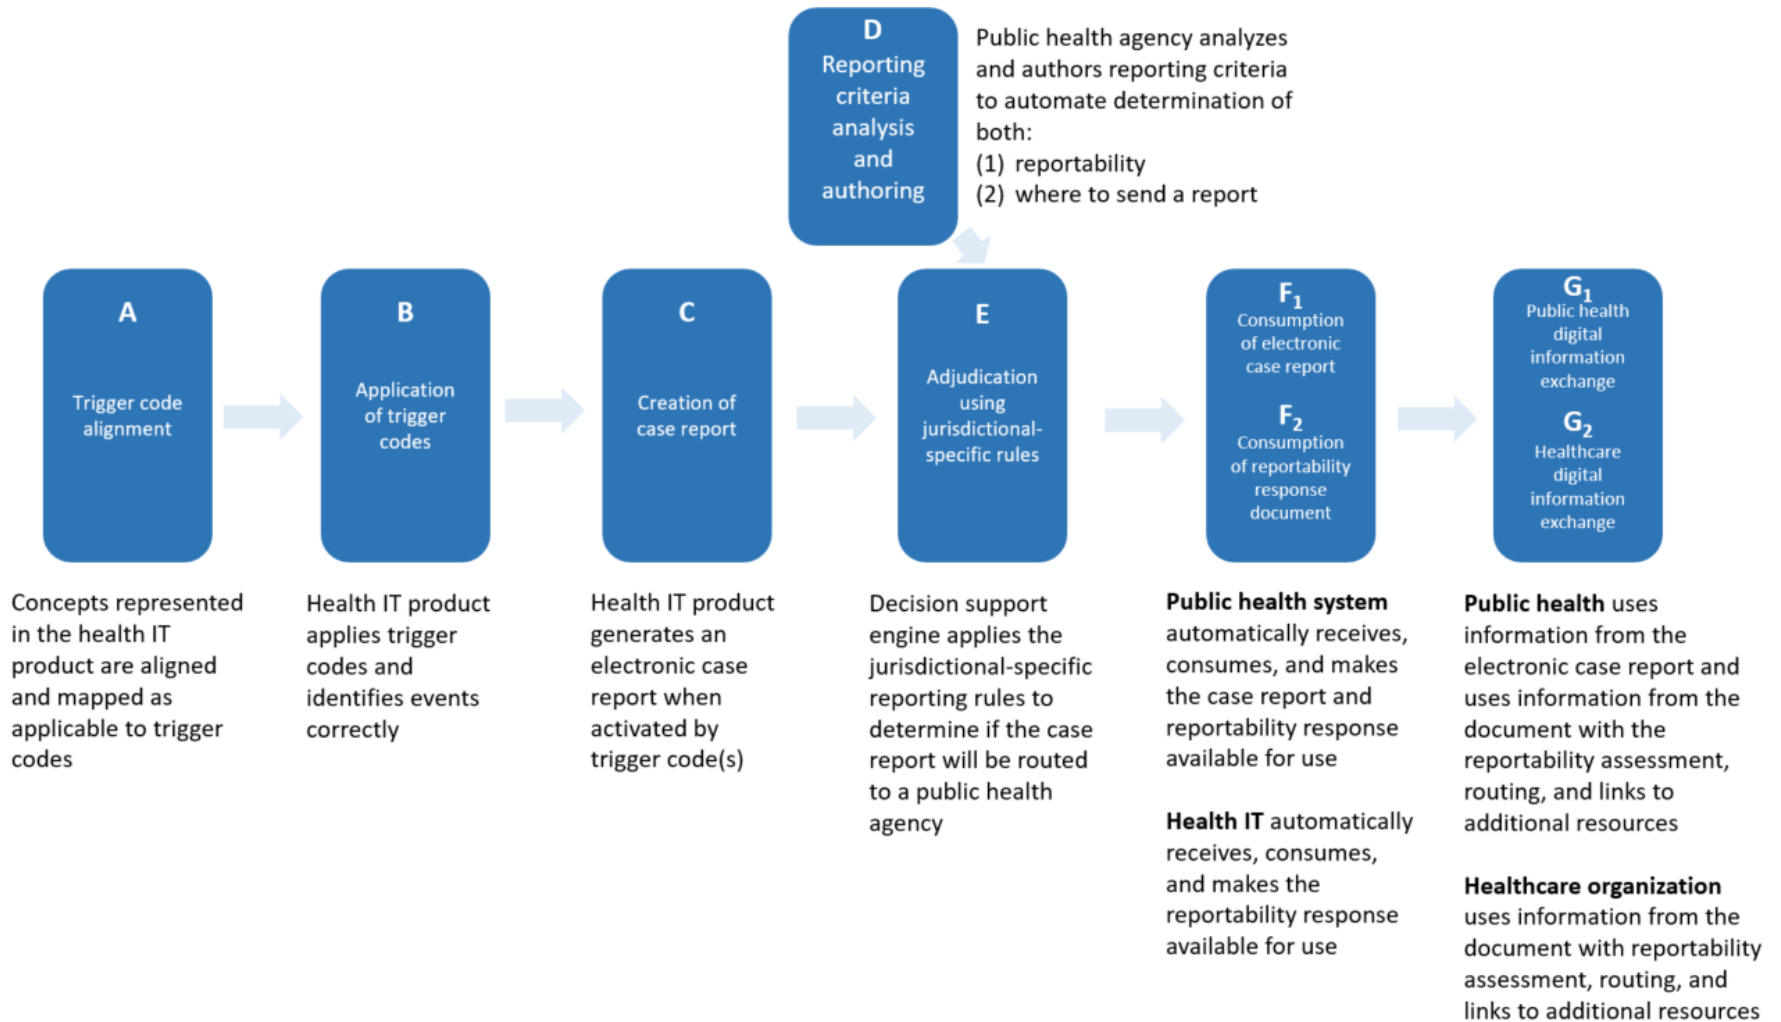 D
Reporting
criteria
analysis
and
authoring
Public health agency analyzes
and authors reporting criteria
to automate determination of
both:
(1) reportability
(2) where to send a report
A
Trigger code
alignment
B
Application
of trigger
codes
C
Creation of
case report
E
Adjudication
using
jurisdictional-
specific rules
F1
Consumption
of electronic
case report
F2
Consumption
of reportability
response
document
G1
Public health
digital
information
exchange
G2
Healthcare
digital
information
exchange
Concepts represented
in the health IT
product are aligned
and mapped as
applicable to trigger
codes
Health IT product
applies trigger
codes and
identifies events
correctly
Health IT product
generates an
electronic case
report when
activated by
trigger code(s)
Decision support
engine applies the
jurisdictional-specific
reporting rules to
determine if the case
report will be routed
to a public health
agency
Public health system
automatically receives,
consumes, and makes
the case report and
reportability response
available for use
Health IT automatically
receives, consumes,
and makes the
reportability response
available for use
Public health uses
information from the
electronic case report and
uses information from the
document with the
reportability assessment,
routing, and links to
additional resources
Healthcare organization
uses information from the
document with reportability
assessment, routing, and
links to additional resources